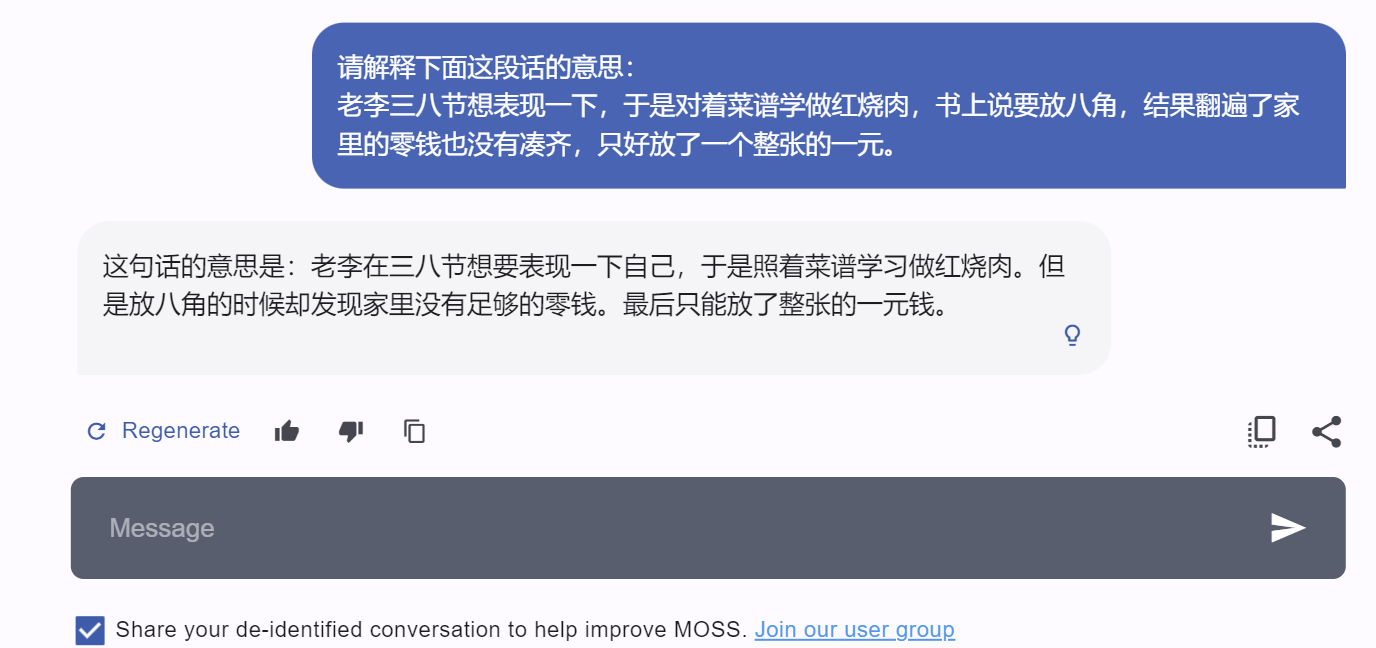 请解释下面这段话的意思：
老李三八节想表现一下，于是对着菜谱学做红烧肉，书上说要放八角，结果翻遍了家
里的零钱也没有凑齐，只好放了一个整张的一元。
这句话的意思是：老李在三八节想要表现一下自己，于是照着菜谱学习做红烧肉。但
是放八角的时候却发现家里没有足够的零钱。最后只能放了整张的一元钱。
Regenerate
Message
Share your de-identified conversation to help improve MOSS. Join our user group